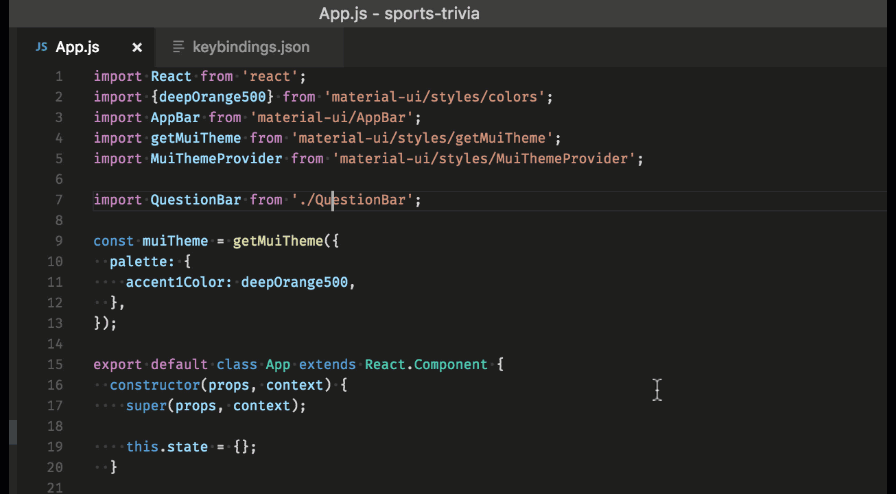 App.js - sports-trivia
JS App.js × keybindings.json
1 import React from 'react';
2 import {deepOrange500} from 'material-ui/styles/colors';
3 import AppBar from 'material-ui/AppBar';
4 import getMuiTheme from 'material-ui/styles/getMuiTheme';
5 import MuiThemeProvider from 'material-ui/styles/MuiThemeProvider';
6
7 import QuestionBar from './QuestionBar';
8
9 const muiTheme = getMuiTheme({
10   palette: {
11     accent1Color: deepOrange500,
12   },
13 });
14
15 export default class App extends React.Component {
16   constructor(props, context) {
17     super(props, context);
18
19     this.state = {};
20   }
21